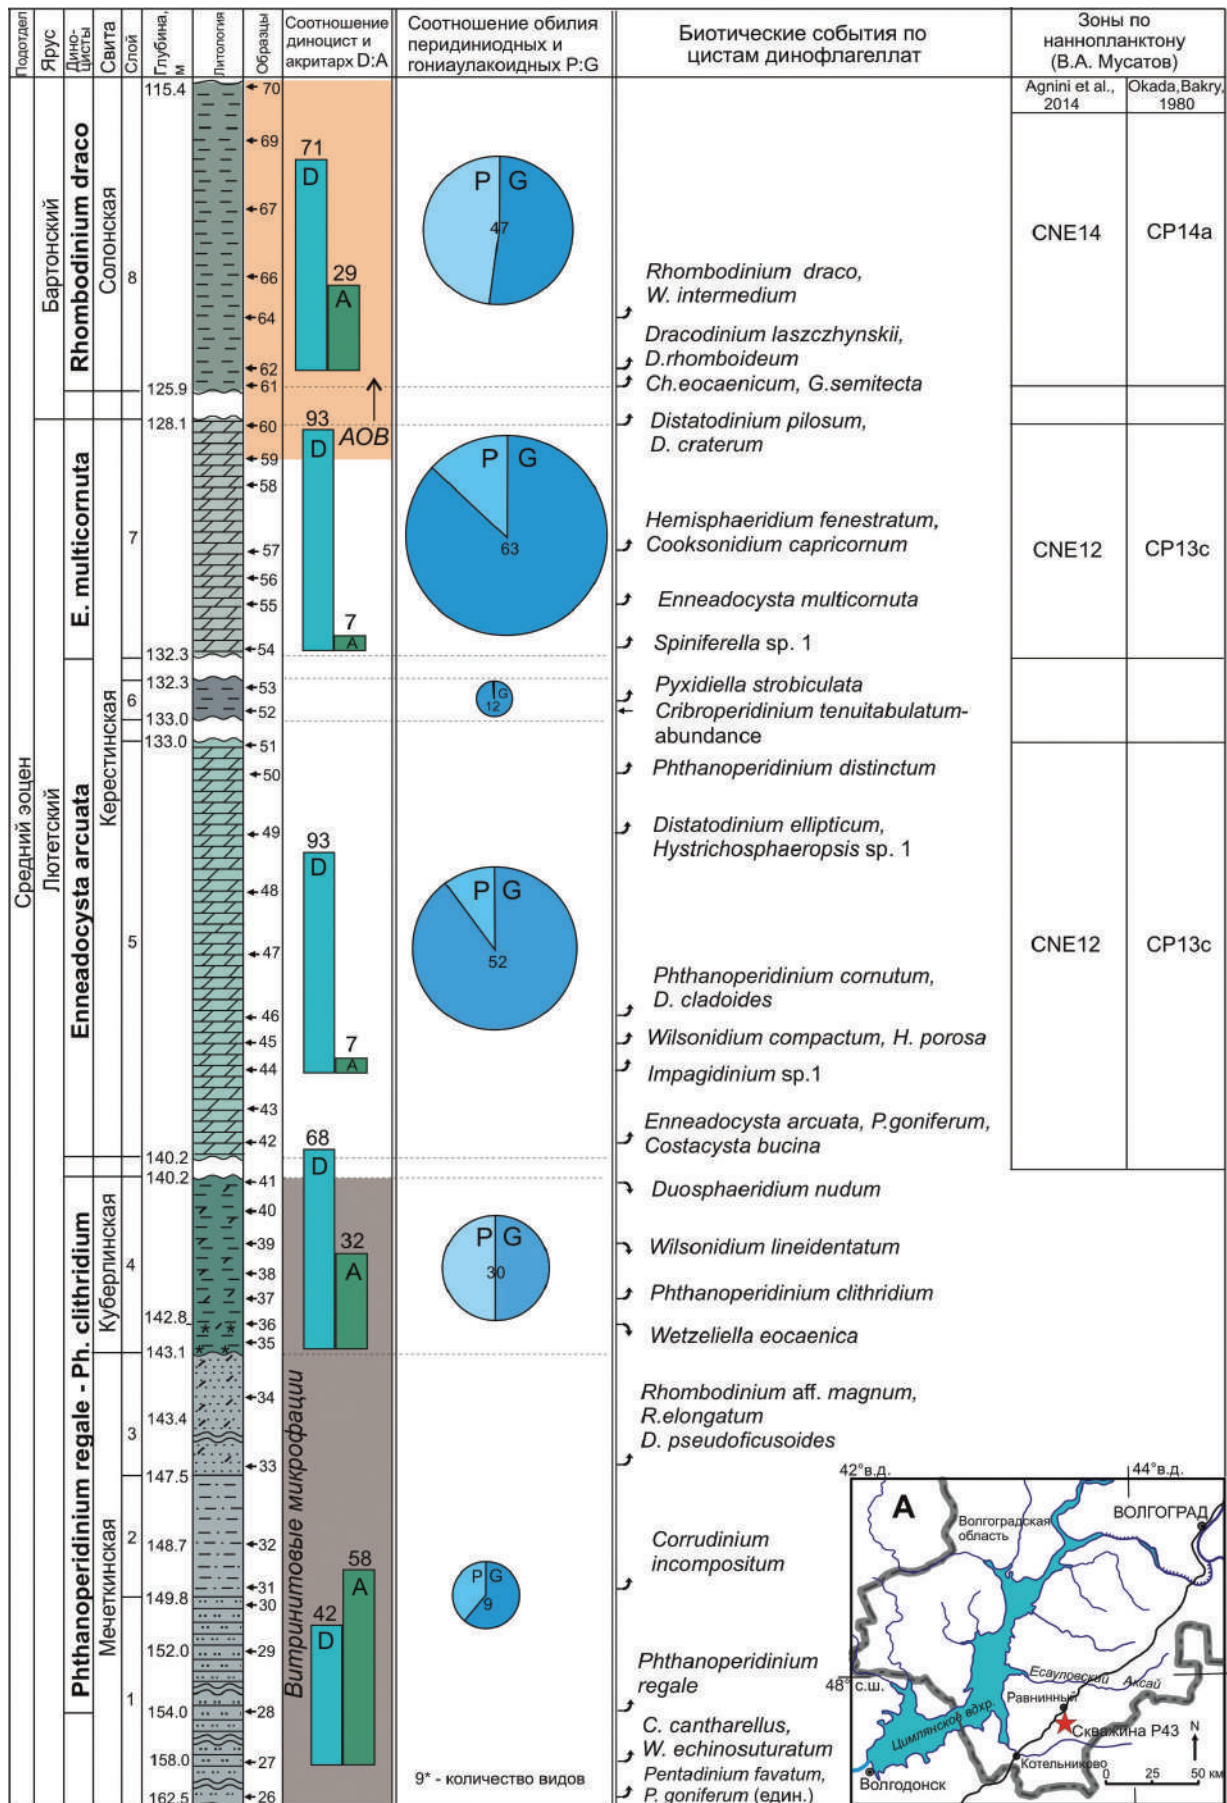 Подотдел
Ярус
Дино-
цисты
Свита
Слой
Глубина,
м
Литология
Образцы
Соотношение
диноцист и
акритарх D:A
Соотношение обилия
перидиниодных и
гониаулакоидных P:G
Биотические события по
цистам динофлагеллат
Зоны по
наннопланктону
(В.А. Мусатов)
Agnini et al.,
2014
Okada,Bakry,
1980
Средний эоцен
Бартонский
Лютетский
Rhombodinium draco
E. multicornuta
Enneadocysta arcuata
Phthanoperidinium regale - Ph. clithridium
Солонская
Керестинская
Куберлинская
Мечеткинская
8
7
6
5
4
3
2
1
115.4
125.9
128.1
132.3
132.3
133.0
133.0
140.2
140.2
142.8
143.1
143.4
147.5
148.7
149.8
152.0
154.0
158.0
162.5
70
69
67
66
64
62
61
60
59
58
57
56
55
54
53
52
51
50
49
48
47
46
45
44
43
42
41
40
39
38
37
36
35
34
33
32
31
30
29
28
27
26
71
D
29
A
AOB
93
D
7
A
93
D
7
A
68
D
32
A
58
A
42
D
Витринитовые микрофации
P G
47
P G
63
G
12
P G
52
P G
30
P G
9
9* - количество видов
Rhombodinium draco,
W. intermedium
Dracodinium laszczhynskii,
D.rhomboideum
Ch.eocaenicum, G.semitecta
Distatodinium pilosum,
D. craterum
Hemisphaeridium fenestratum,
Cooksonidium capricornum
Enneadocysta multicornuta
Spiniferella sp. 1
Pyxidiella strobiculata
Cribroperidinium tenuitabulatum-
abundance
Phthanoperidinium distinctum
Distatodinium ellipticum,
Hystrichosphaeropsis sp. 1
Phthanoperidinium cornutum,
D. cladoides
Wilsonidium compactum, H. porosa
Impagidinium sp.1
Enneadocysta arcuata, P.goniferum,
Costacysta bucina
Duosphaeridium nudum
Wilsonidium lineidentatum
Phthanoperidinium clithridium
Wetzeliella eocaenica
Rhombodinium aff. magnum,
R.elongatum
D. pseudoficusoides
Corrudinium
incompositum
Phthanoperidinium
regale
C. cantharellus,
W. echinosuturatum
Pentadinium favatum,
P. goniferum (един.)
CNE14
CP14a
CNE12
CP13c
CNE12
CP13c
42°в.д.
44°в.д.
A
Волгоградская
область
ВОЛГОГРАД
48° с.ш.
Есауловский Аксай
Равнинный
Цимлянское вдхр.
Скважина Р43
N
Котельниково
Волгодонск
0 25 50 км